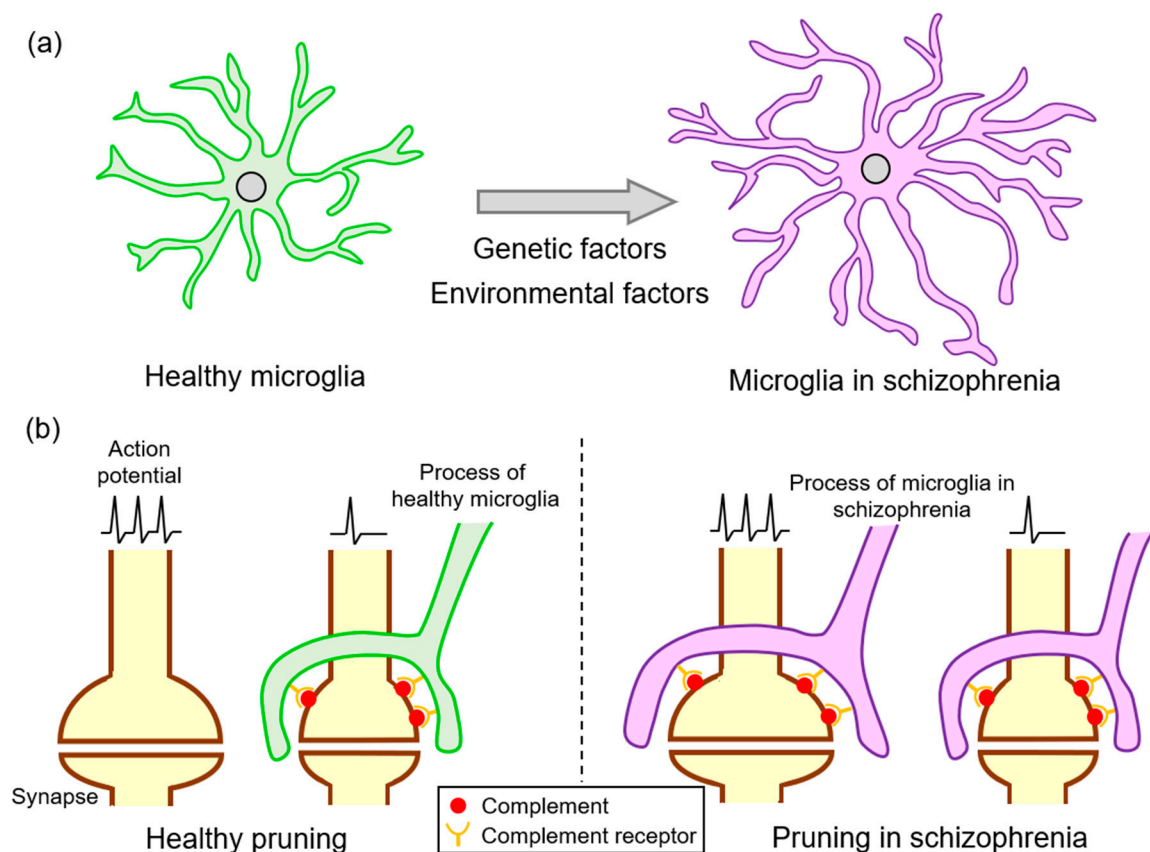 (a)
Genetic factors
Environmental factors
Healthy microglia
Microglia in schizophrenia
(b)
Action
potential
Process of
healthy microglia
Process of microglia in
schizophrenia
Synapse
Healthy pruning
Complement
Complement receptor
Pruning in schizophrenia